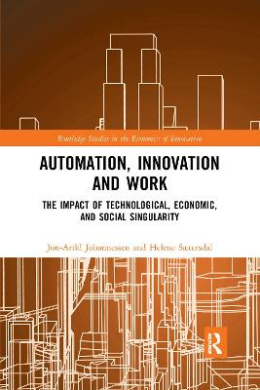 Routledge Studies in the Economics of Innovation
AUTOMATION, INNOVATION
AND WORK
THE IMPACT OF TECHNOLOGICAL, ECONOMIC,
AND SOCIAL SINGULARITY
Jon-Arild Johannessen and Helene Sætersdal
R